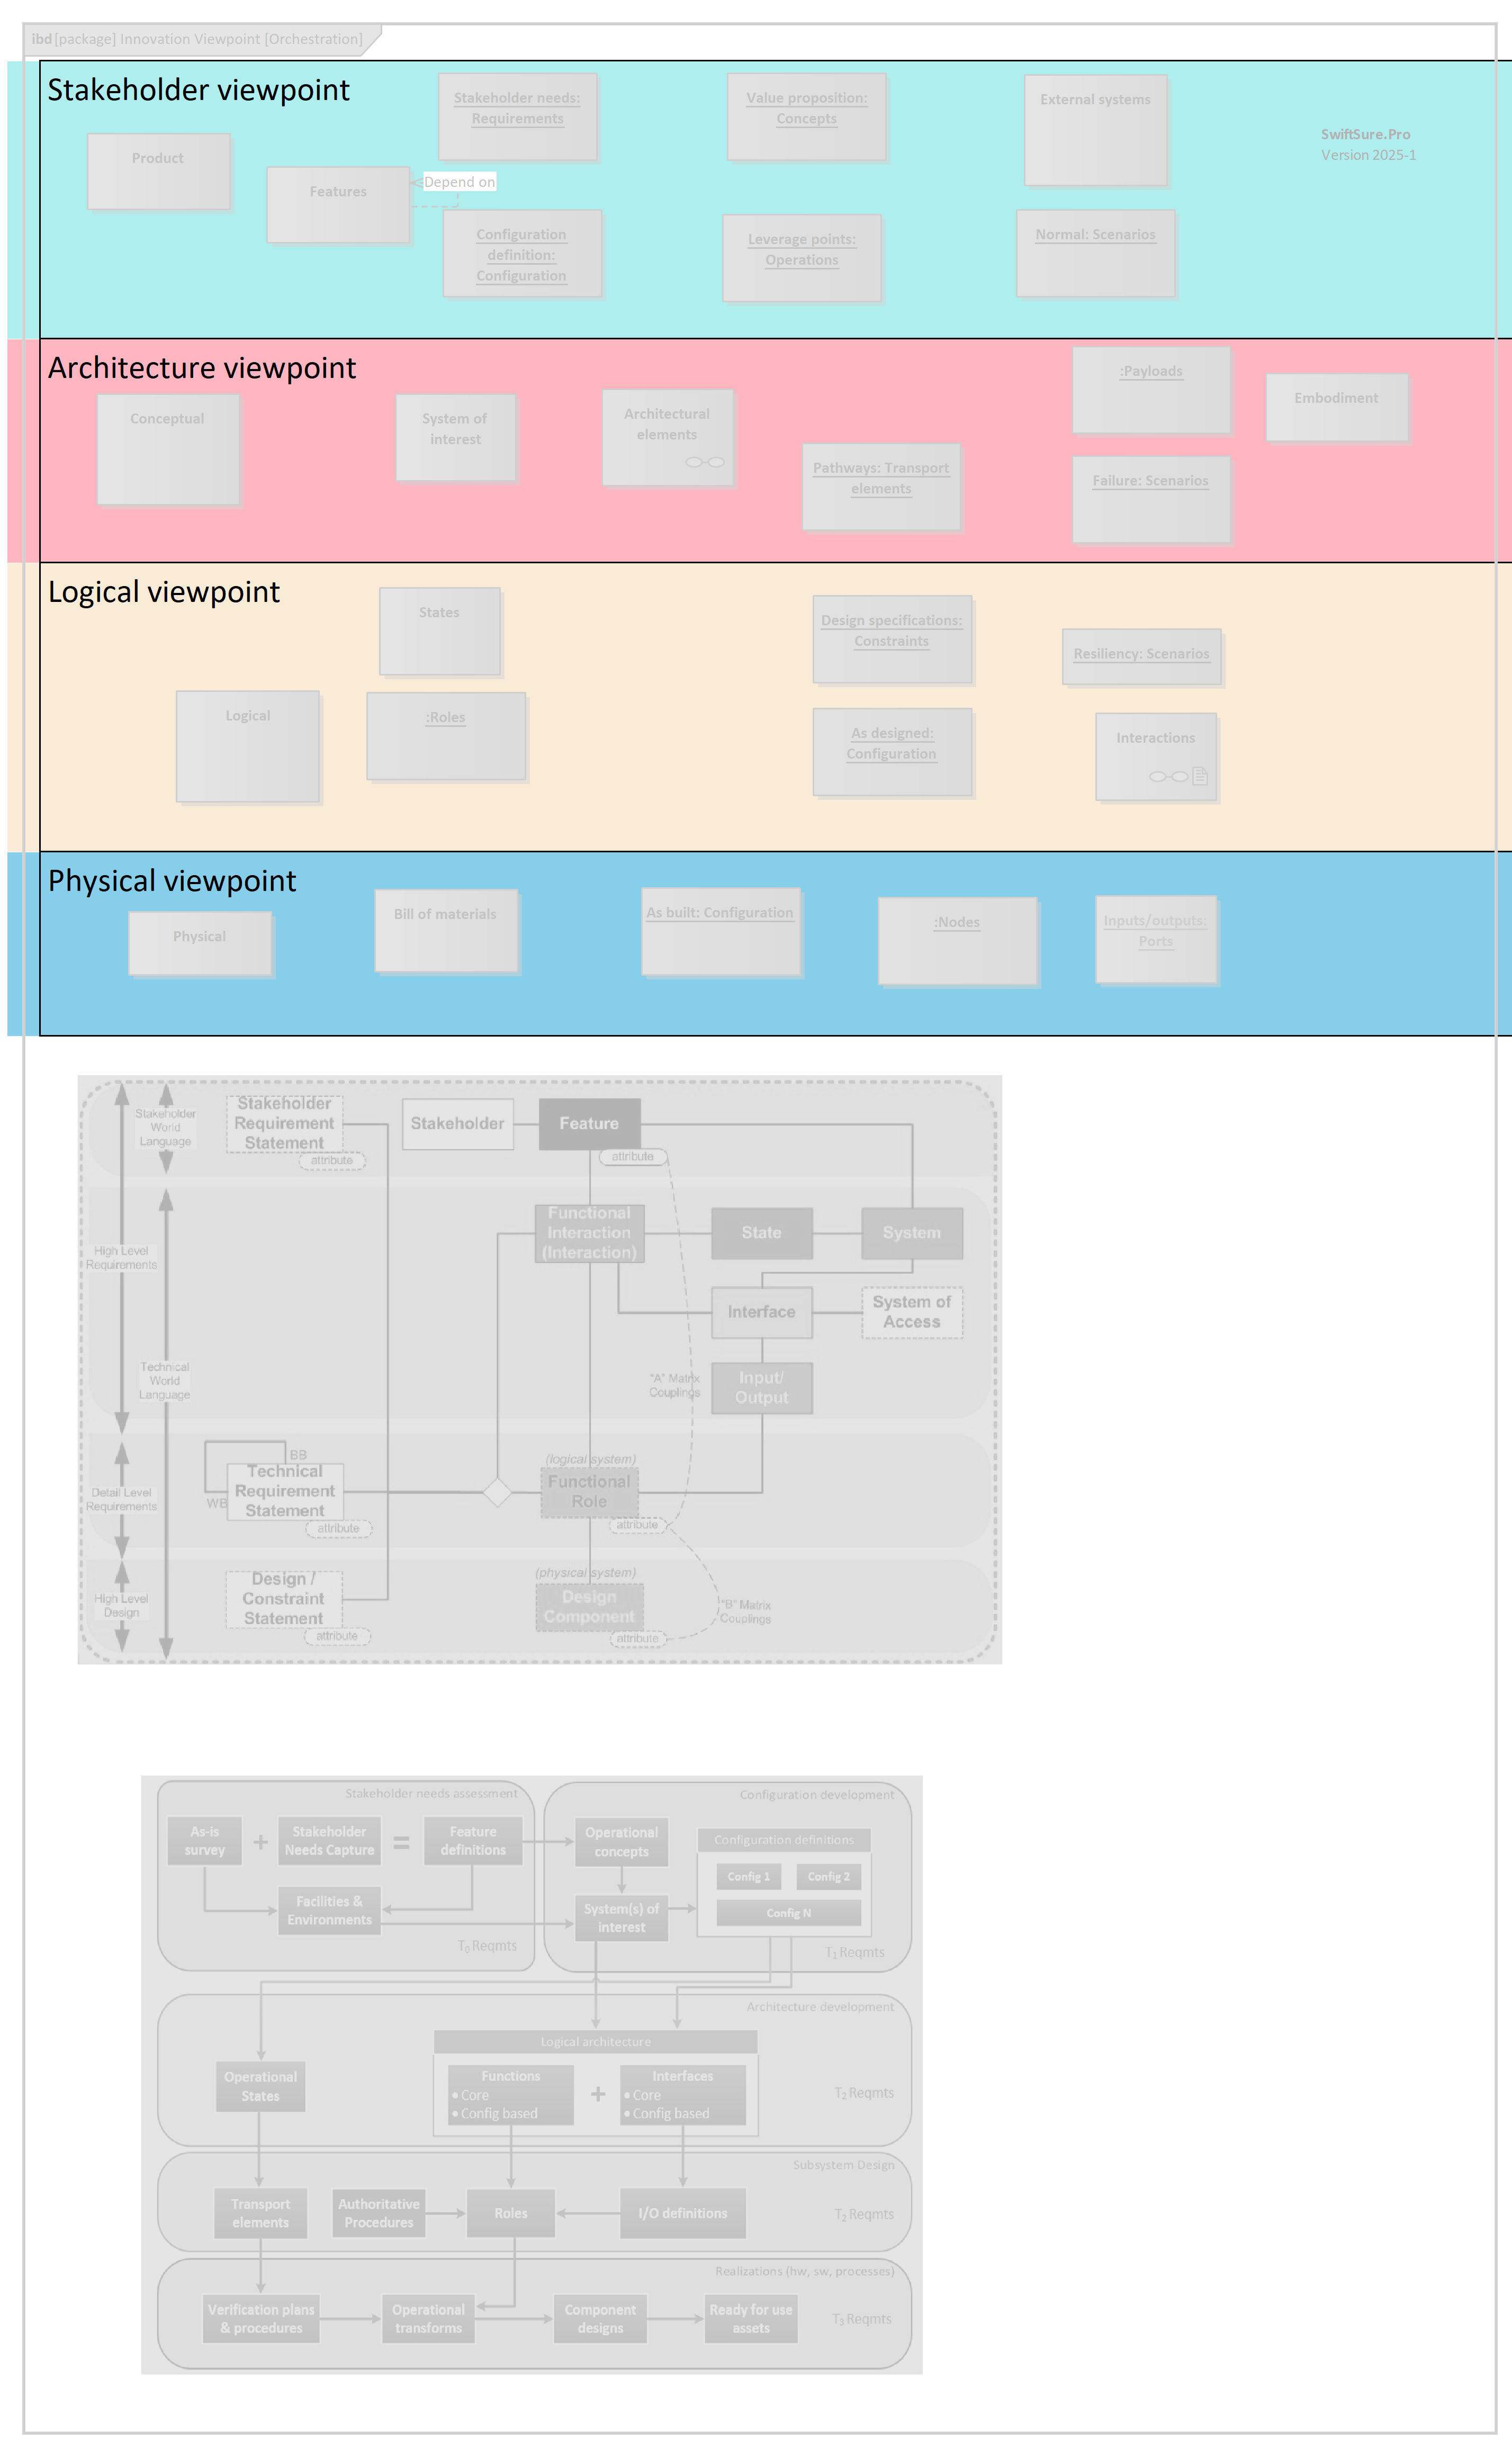 ibd [package] Innovation Viewpoint [Orchestration]
Stakeholder viewpoint
Product
Features
Depend on
Stakeholder needs:
Requirements
Configuration
definition:
Configuration
Value proposition:
Concepts
Leverage points:
Operations
External systems
Normal: Scenarios
SwiftSure.Pro
Version 2025-1
Architecture viewpoint
Conceptual
System of
interest
Architectural
elements
Pathways: Transport
elements
:Payloads
Failure: Scenarios
Embodiment
Logical viewpoint
Logical
States
:Roles
Design specifications:
Constraints
As designed:
Configuration
Resiliency: Scenarios
Interactions
Physical viewpoint
Physical
Bill of materials
As built: Configuration
:Nodes
Inputs/outputs:
Ports
Stakeholder
World
Language
Stakeholder
Requirement
Statement
attribute
Stakeholder
Feature
attribute
High Level
Requirements
Functional
Interaction
(Interaction)
State
System
Interface
System of
Access
Technical
World
Language
"A" Matrix
Couplings
Input/
Output
Detail Level
Requirements
BB
WB
Technical
Requirement
Statement
attribute
(logical system)
Functional
Role
attribute
High Level
Design
Design /
Constraint
Statement
attribute
(physical system)
Design
Component
attribute
"B" Matrix
Couplings
Stakeholder needs assessment
As-is
survey
+
Stakeholder
Needs Capture
=
Feature
definitions
Facilities &
Environments
T0 Reqmts
Configuration development
Operational
concepts
System(s) of
interest
Configuration definitions
Config 1
Config 2
Config N
T1 Reqmts
Architecture development
Operational
States
Logical architecture
Functions
• Core
• Config based
+
Interfaces
• Core
• Config based
T2 Reqmts
Subsystem Design
Transport
elements
Authoritative
Procedures
Roles
I/O definitions
T2 Reqmts
Realizations (hw, sw, processes)
Verification plans
& procedures
Operational
transforms
Component
designs
Ready for use
assets
T3 Reqmts